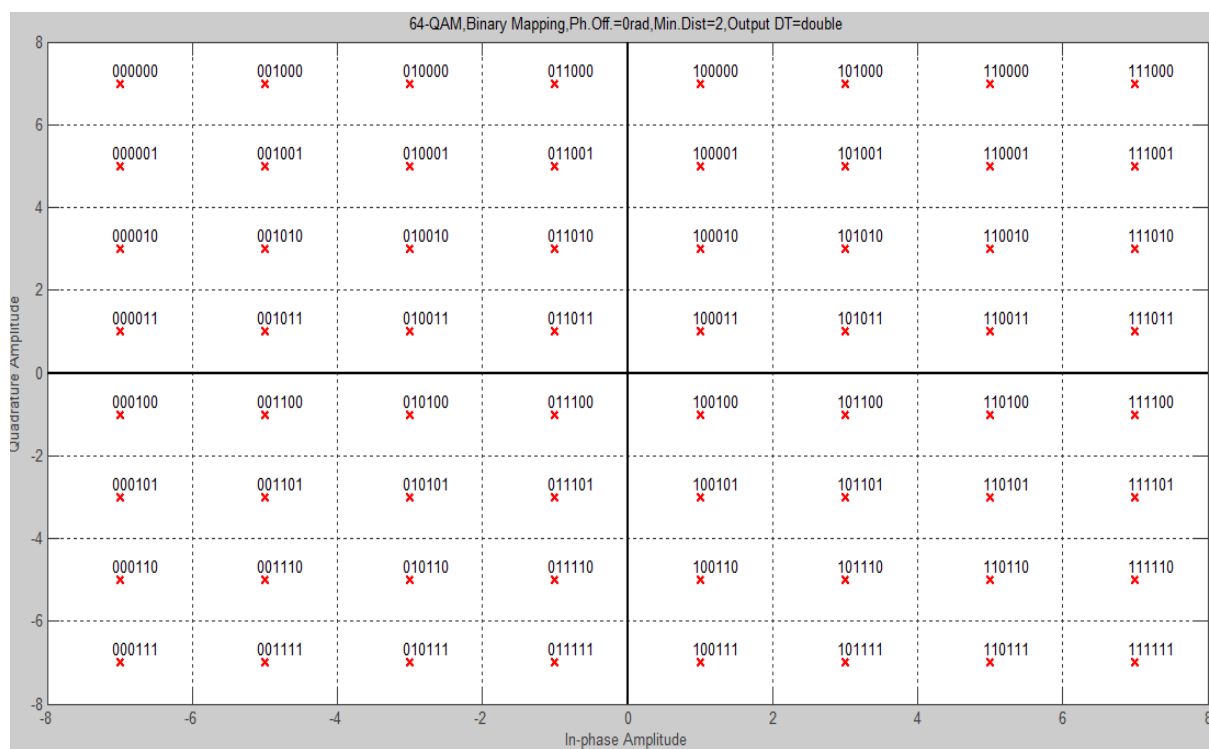 64-QAM,Binary Mapping,Ph.Off.=0rad,Min.Dist=2,Output DT=double
8
000000 001000 010000 011000 100000 101000 110000 111000
6
000001 001001 010001 011001 100001 101001 110001 111001
4
000010 001010 010010 011010 100010 101010 110010 111010
2
000011 001011 010011 011011 100011 101011 110011 111011
Quadrature Amplitude
0
000100 001100 010100 011100 100100 101100 110100 111100
-2
000101 001101 010101 011101 100101 101101 110101 111101
-4
000110 001110 010110 011110 100110 101110 110110 111110
-6
000111 001111 010111 011111 100111 101111 110111 111111
-8
-8 -6 -4 -2 0 2 4 6 8
In-phase Amplitude